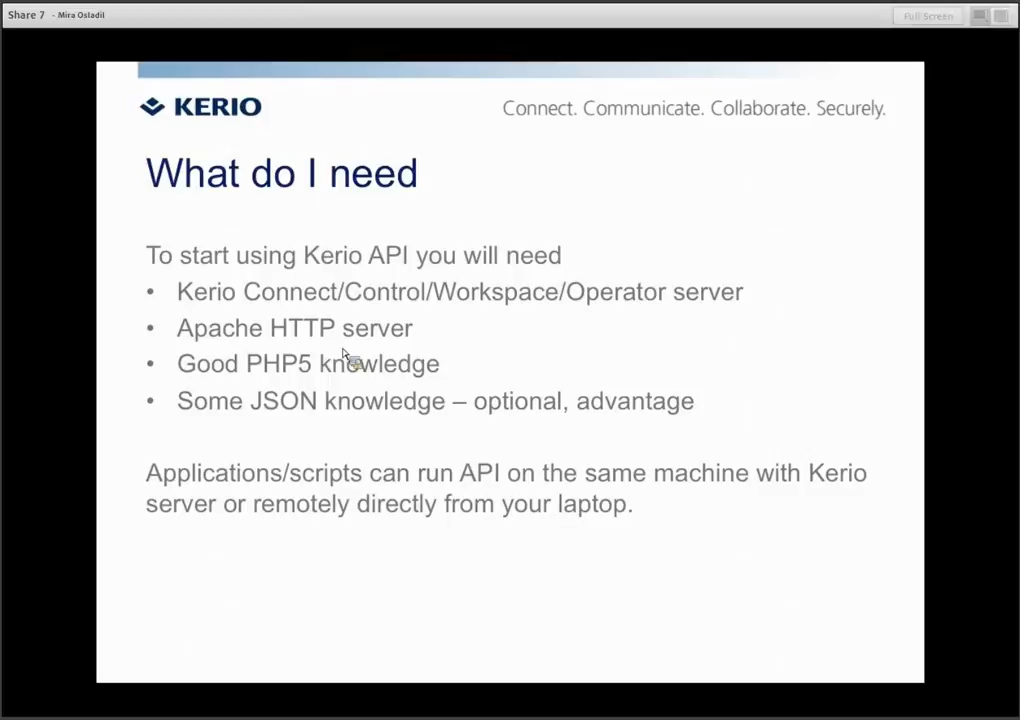 Share 7 - Mira Osladil
Full Screen
KERIO
Connect. Communicate. Collaborate. Securely.
What do I need
To start using Kerio API you will need
• Kerio Connect/Control/Workspace/Operator server
• Apache HTTP server
• Good PHP5 knowledge
• Some JSON knowledge – optional, advantage
Applications/scripts can run API on the same machine with Kerio
server or remotely directly from your laptop.